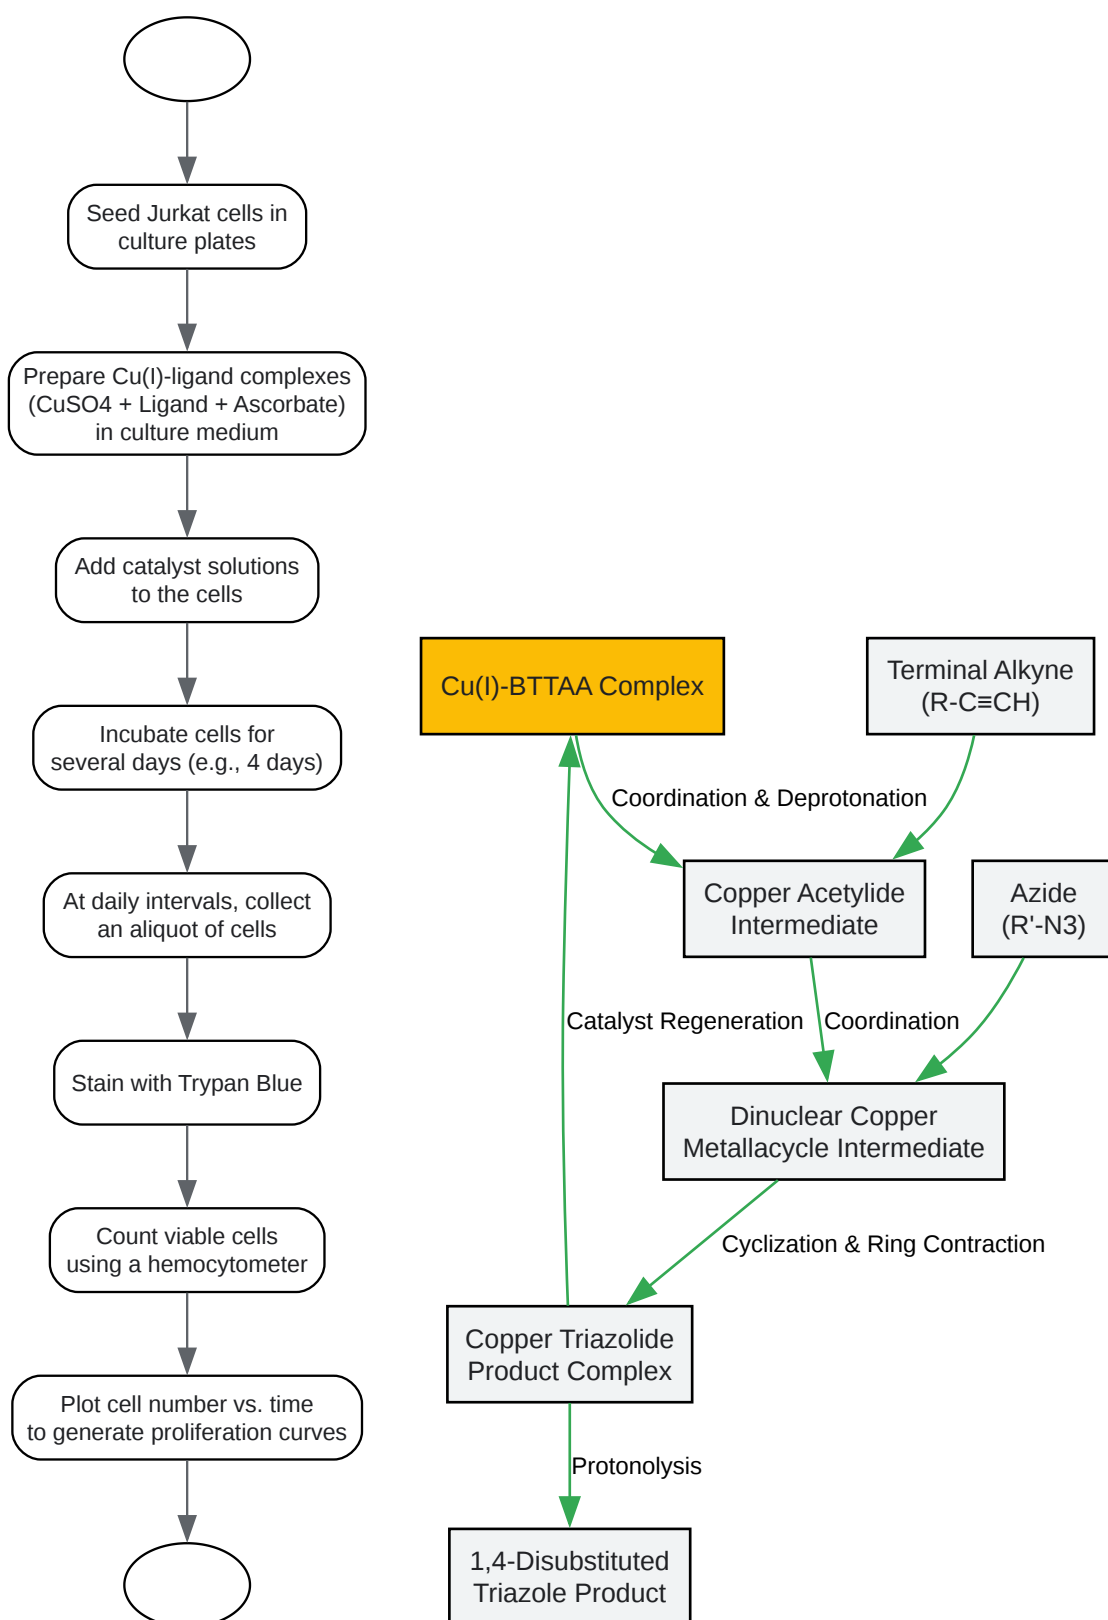 Seed Jurkat cells in
culture plates
Prepare Cu(I)-ligand complexes
(CuSO4 + Ligand + Ascorbate)
in culture medium
Add catalyst solutions
to the cells
Incubate cells for
several days (e.g., 4 days)
At daily intervals, collect
an aliquot of cells
Stain with Trypan Blue
Count viable cells
using a hemocytometer
Plot cell number vs. time
to generate proliferation curves
Cu(I)-BTTAA Complex
Terminal Alkyne
(R-C≡CH)
Coordination & Deprotonation
Copper Acetylide
Intermediate
Azide
(R'-N3)
Catalyst Regeneration
Coordination
Dinuclear Copper
Metallacycle Intermediate
Cyclization & Ring Contraction
Copper Triazolide
Product Complex
Protonolysis
1,4-Disubstituted
Triazole Product